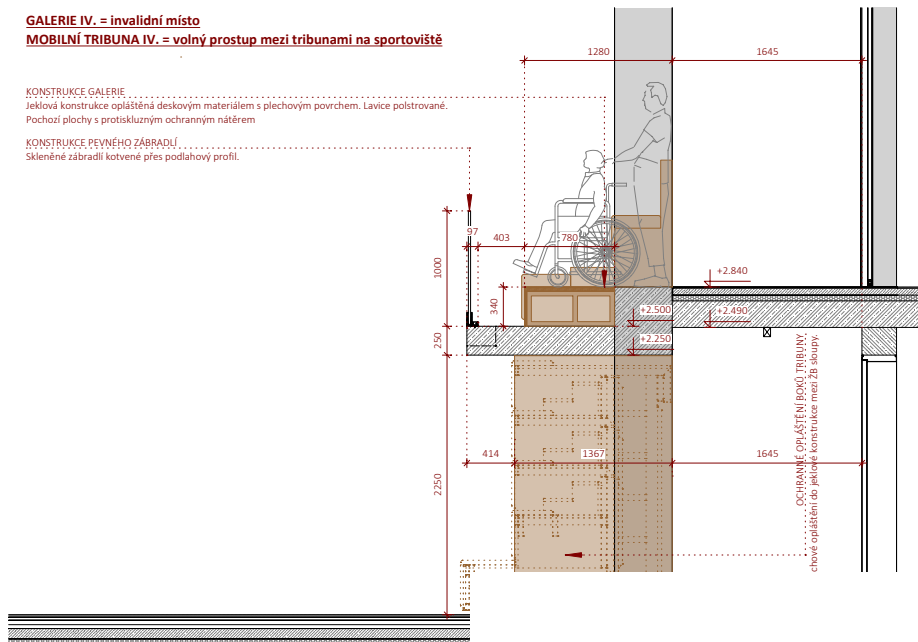 GALERIE IV. = invalidní místo
MOBILNÍ TRIBUNA IV. = volný prostup mezi tribunami na sportoviště
KONSTRUKCE GALERIE
Jeklová konstrukce opláštěná deskovým materiálem s plechovým povrchem. Lavice polstrované.
Pochozí plochy s protiskluzným ochranným nátěrem
KONSTRUKCE PEVNÉHO ZÁBRADLÍ
Skleněné zábradlí kotvené přes podlahový profil.
1280
1645
97
403
780
1000
340
250
+2.840
+2.500
+2.490
+2.250
414
1367
1645
2250
OCHRANNÉ OPLÁŠTĚNÍ BOKŮ TRIBUNY
chové opláštění do jeklové konstrukce mezi ŽB sloupy.